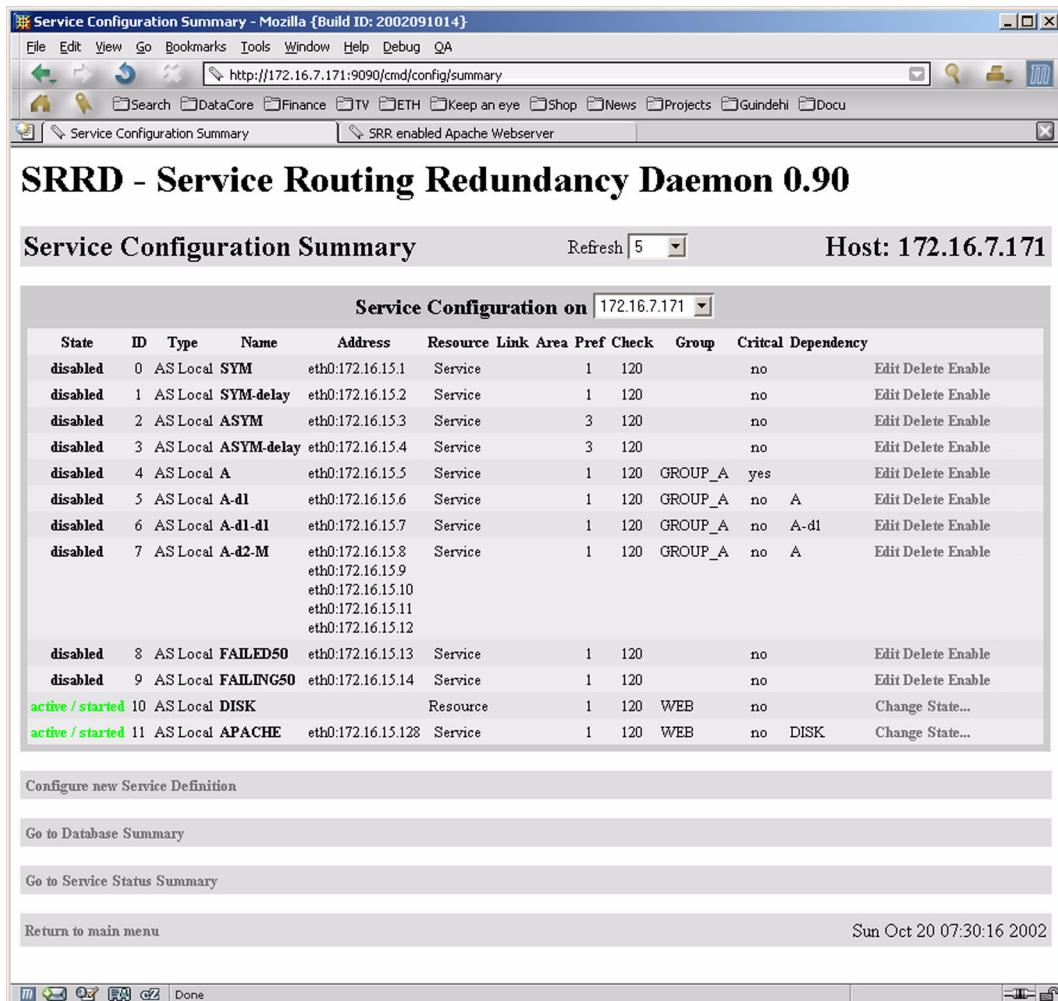 Service Configuration Summary - Mozilla {Build ID: 2002091014}
File Edit View Go Bookmarks Tools Window Help Debug QA
http://172.16.7.171:9090/cmd/config/summary
Search DataCore Finance TV ETH Keep an eye Shop News Projects Guindehi Docu
Service Configuration Summary SRR enabled Apache Webserver
SRRD - Service Routing Redundancy Daemon 0.90
Service Configuration Summary Refresh 5 Host: 172.16.7.171
Service Configuration on 172.16.7.171
State ID Type Name Address Resource Link Area Pref Check Group Critcal Dependency
disabled 0 AS Local SYM eth0:172.16.15.1 Service 1 120 no Edit Delete Enable
disabled 1 AS Local SYM-delay eth0:172.16.15.2 Service 1 120 no Edit Delete Enable
disabled 2 AS Local ASYM eth0:172.16.15.3 Service 3 120 no Edit Delete Enable
disabled 3 AS Local ASYM-delay eth0:172.16.15.4 Service 3 120 no Edit Delete Enable
disabled 4 AS Local A eth0:172.16.15.5 Service 1 120 GROUP_A yes Edit Delete Enable
disabled 5 AS Local A-d1 eth0:172.16.15.6 Service 1 120 GROUP_A no A Edit Delete Enable
disabled 6 AS Local A-d1-d1 eth0:172.16.15.7 Service 1 120 GROUP_A no A-d1 Edit Delete Enable
disabled 7 AS Local A-d2-M eth0:172.16.15.8 Service 1 120 GROUP_A no A Edit Delete Enable
eth0:172.16.15.9
eth0:172.16.15.10
eth0:172.16.15.11
eth0:172.16.15.12
disabled 8 AS Local FAILED50 eth0:172.16.15.13 Service 1 120 no Edit Delete Enable
disabled 9 AS Local FAILING50 eth0:172.16.15.14 Service 1 120 no Edit Delete Enable
active / started 10 AS Local DISK Resource 1 120 WEB no Change State...
active / started 11 AS Local APACHE eth0:172.16.15.128 Service 1 120 WEB no DISK Change State...
Configure new Service Definition
Go to Database Summary
Go to Service Status Summary
Return to main menu Sun Oct 20 07:30:16 2002
Done